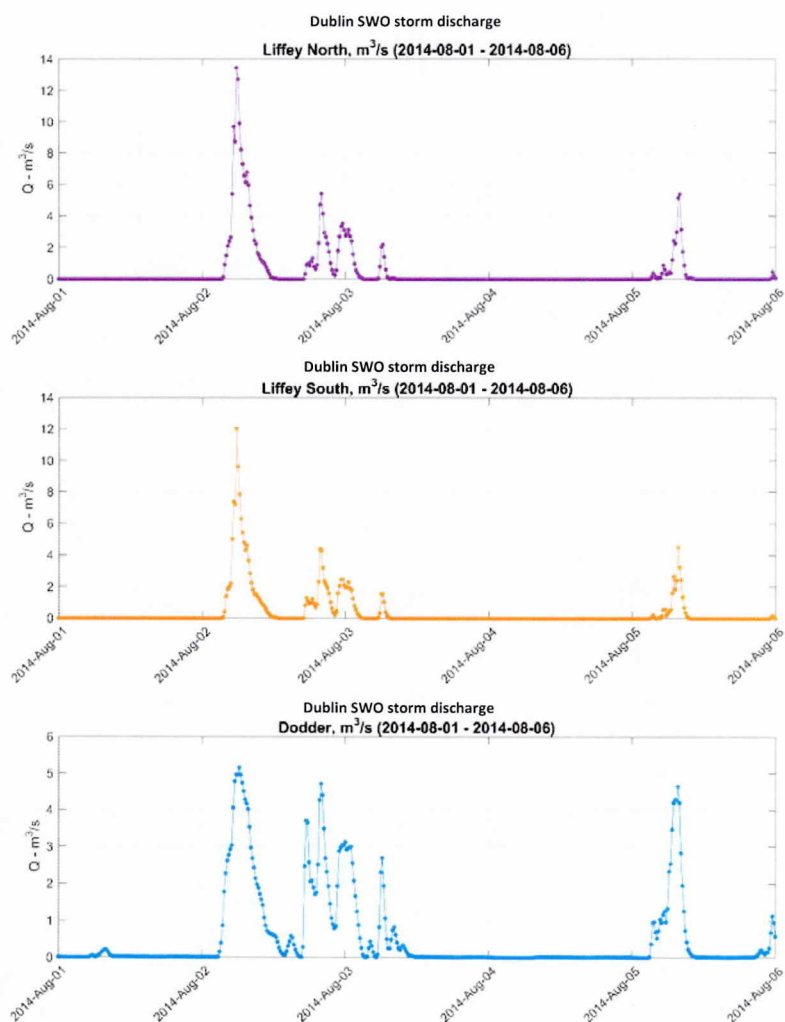 Dublin SWO storm discharge
Liffey North, m³/s (2014-08-01 - 2014-08-06)
14
12
10
8
6
4
2
0
Q - m³/s
2014-Aug-01
2014-Aug-02
2014-Aug-03
2014-Aug-04
2014-Aug-05
2014-Aug-06
Dublin SWO storm discharge
Liffey South, m³/s (2014-08-01 - 2014-08-06)
14
12
10
8
6
4
2
0
Q - m³/s
2014-Aug-01
2014-Aug-02
2014-Aug-03
2014-Aug-04
2014-Aug-05
2014-Aug-06
Dublin SWO storm discharge
Dodder, m³/s (2014-08-01 - 2014-08-06)
6
5
4
3
2
1
0
Q - m³/s
2014-Aug-01
2014-Aug-02
2014-Aug-03
2014-Aug-04
2014-Aug-05
2014-Aug-06